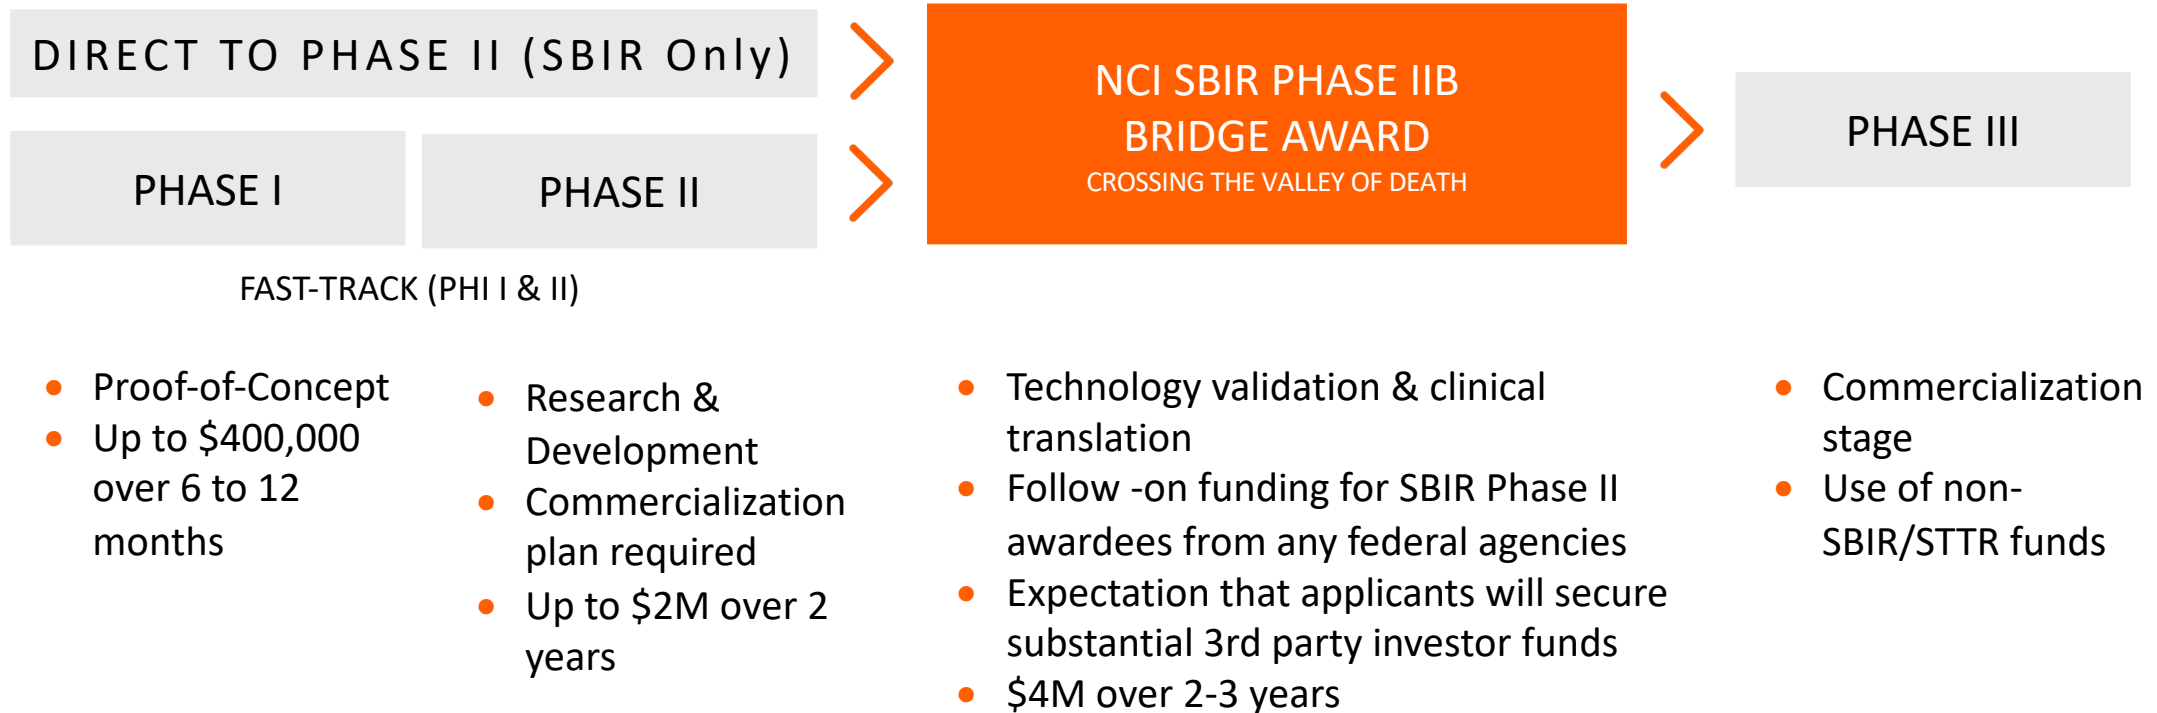 DIRECT TO PHASE II (SBIR Only)
PHASE I
PHASE II
FAST-TRACK (PHI I & II)
NCI SBIR PHASE IIB
BRIDGE AWARD
CROSSING THE VALLEY OF DEATH
PHASE III
• Proof-of-Concept
• Up to $400,000
over 6 to 12
months
• Research &
Development
• Commercialization
plan required
• Up to $2M over 2
years
• Technology validation & clinical
translation
• Follow -on funding for SBIR Phase II
awardees from any federal agencies
• Expectation that applicants will secure
substantial 3rd party investor funds
• $4M over 2-3 years
• Commercialization
stage
• Use of non-
SBIR/STTR funds